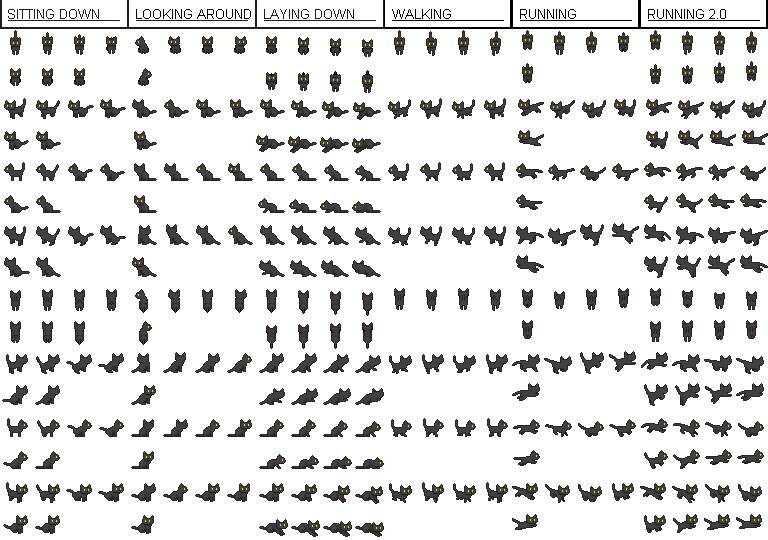 SITTING DOWN
LOOKING AROUND
LAYING DOWN
WALKING
RUNNING
RUNNING 2.0